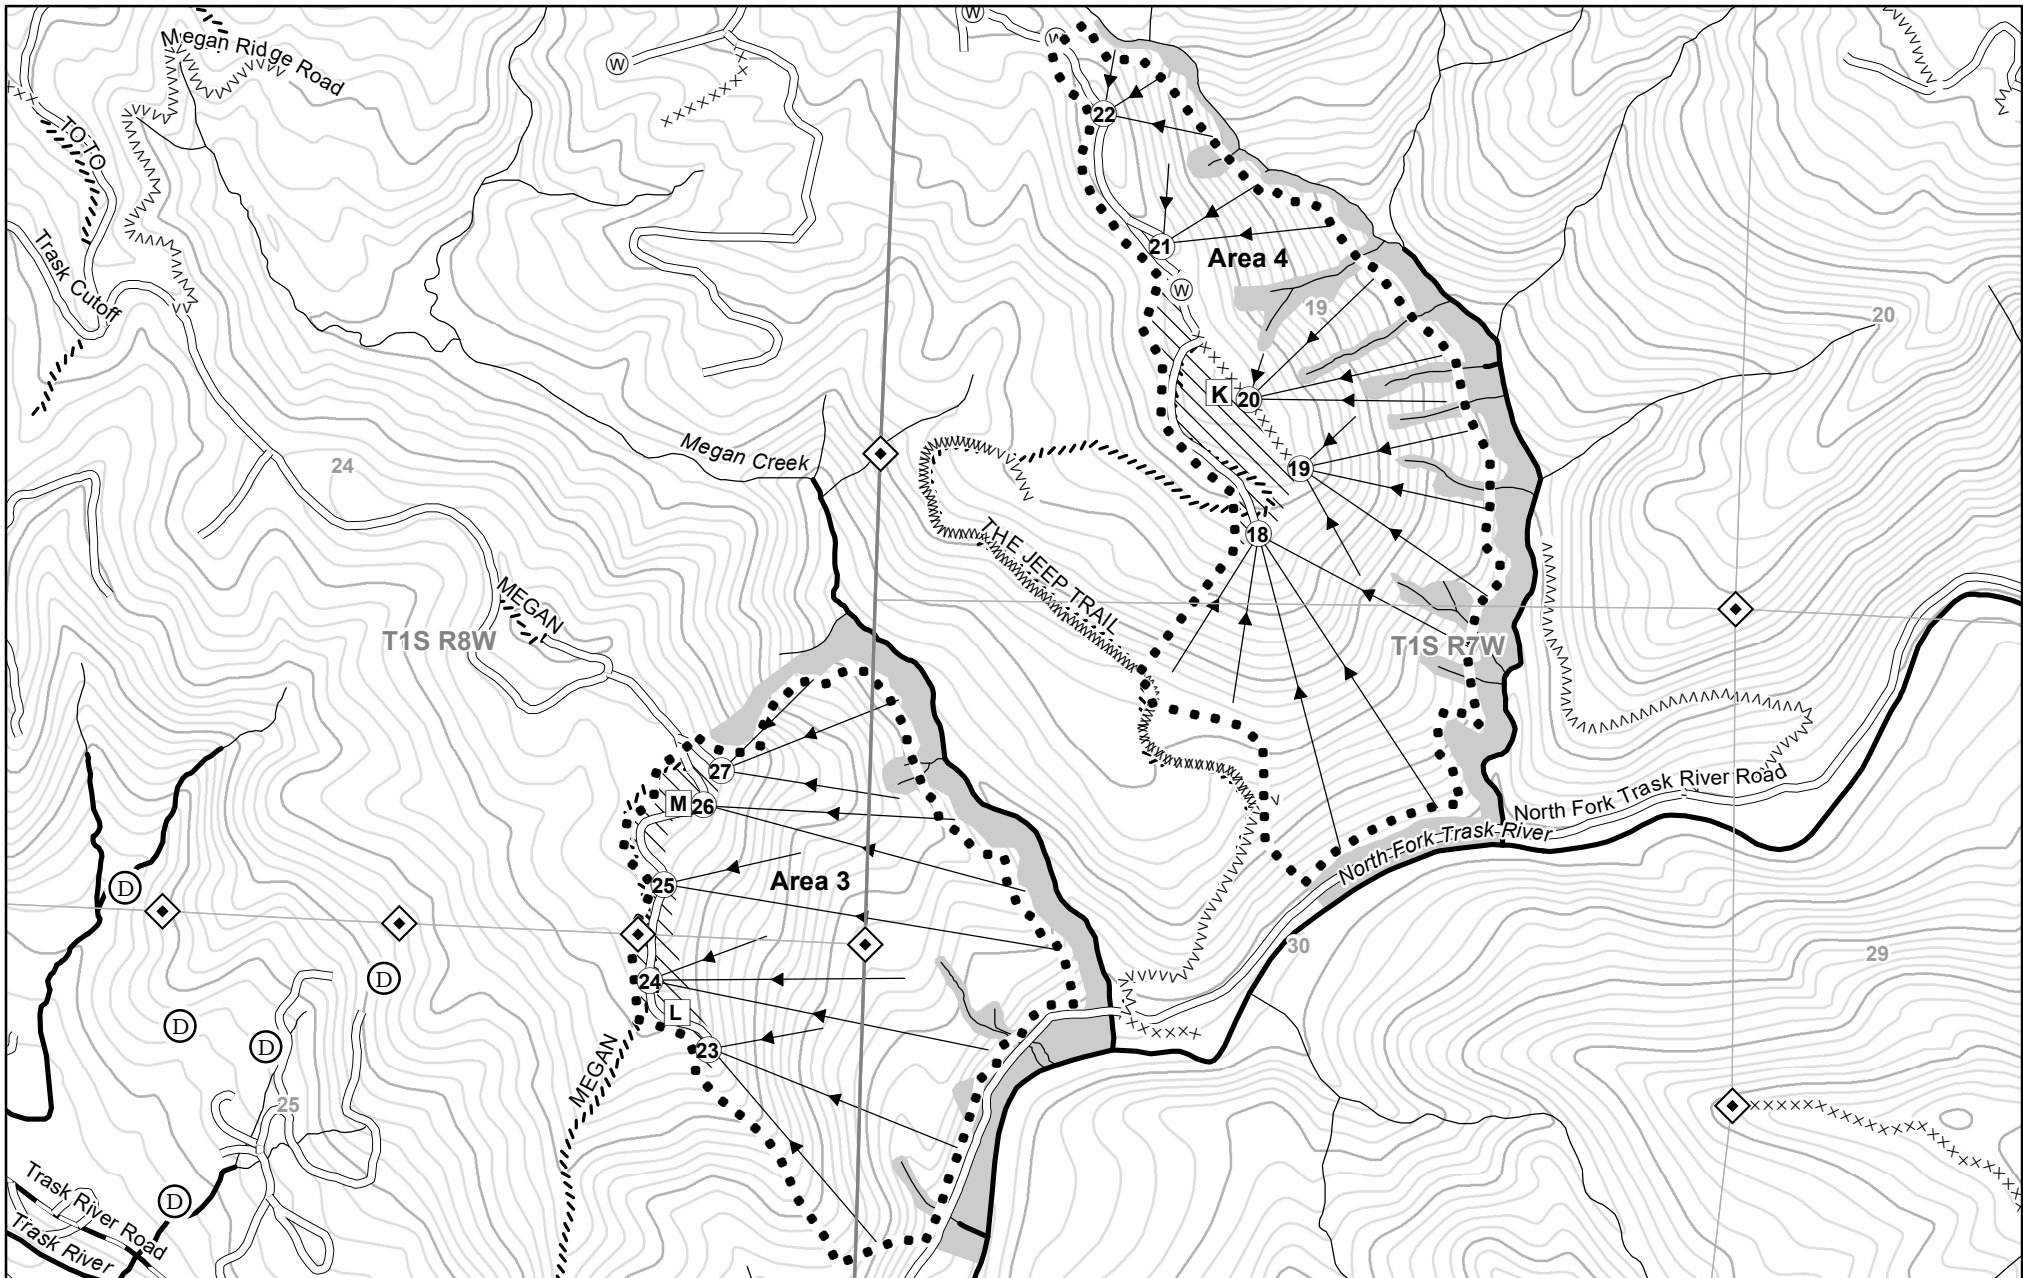 W
W
W
Megan Ridge Road
22
TO-TO
Trask Cutoff
21
Area 4
W
19
20
K
20
Megan Creek
24
19
THE JEEP TRAIL
18
MEGAN
T1S R8W
T1S R7W
27
M
26
North Fork Trask River Road
North Fork Trask River
25
Area 3
D
30
29
D
24
L
D
D
23
MEGAN
25
D
Trask River Road
Trask River